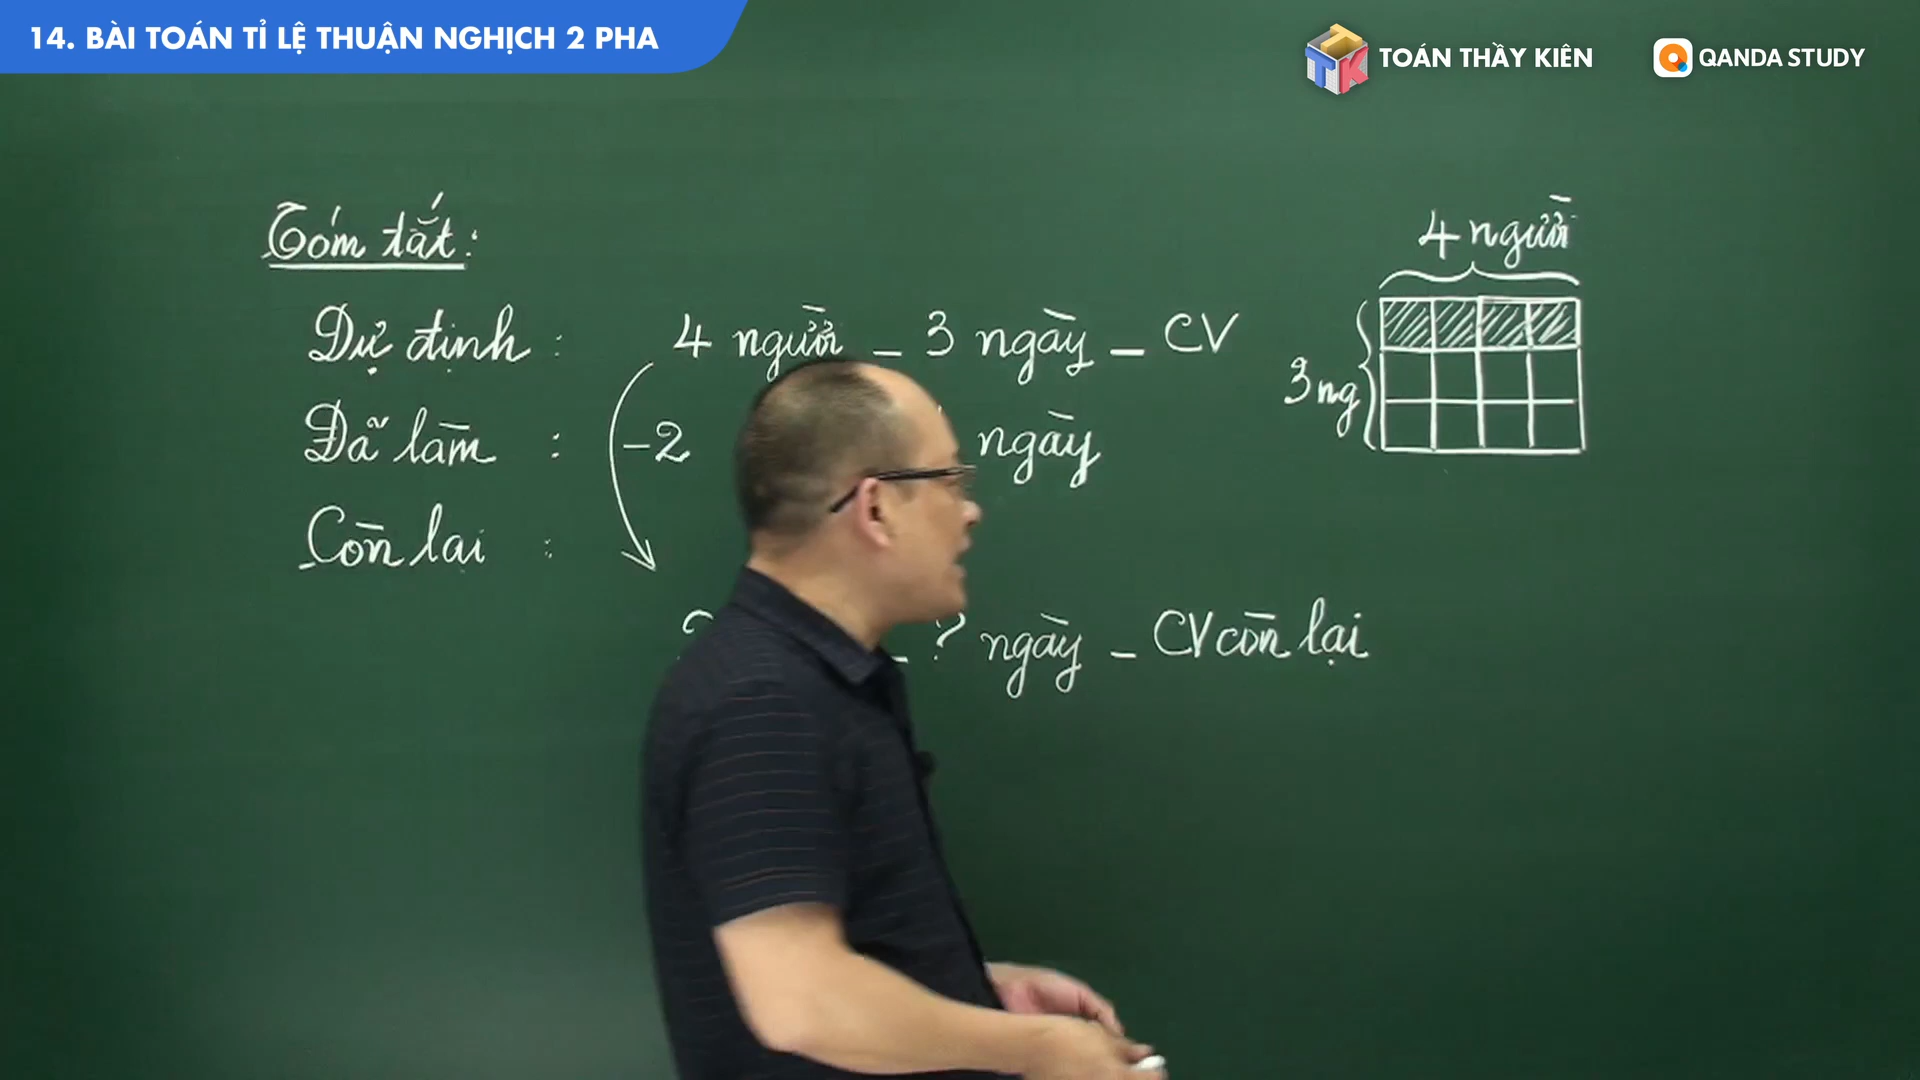 14. BÀI TOÁN TỈ LỆ THUẬN NGHỊCH 2 PHA
TOÁN THẦY KIÊN
QANDA STUDY
Tóm tắt:
4 người
Dự định : 4 người – 3 ngày – CV
3 ng
Đã làm : -2 ngày
Còn lại :
? – ? ngày – CV còn lại